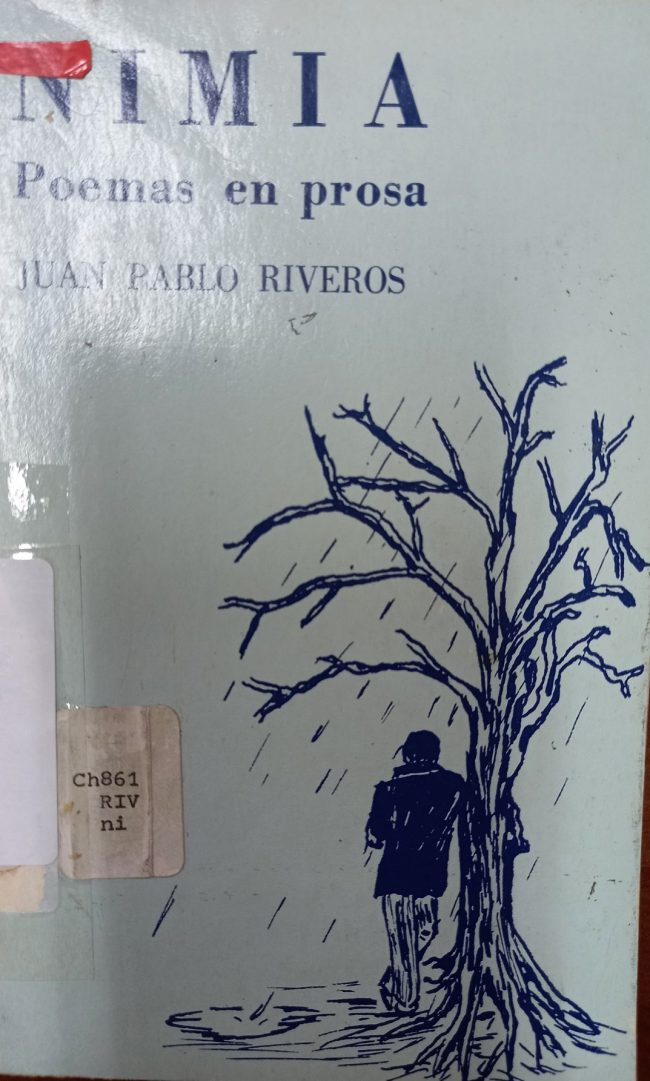 NIMIA
Poemas en prosa
JUAN PABLO RIVEROS
Ch861
RIV
ni